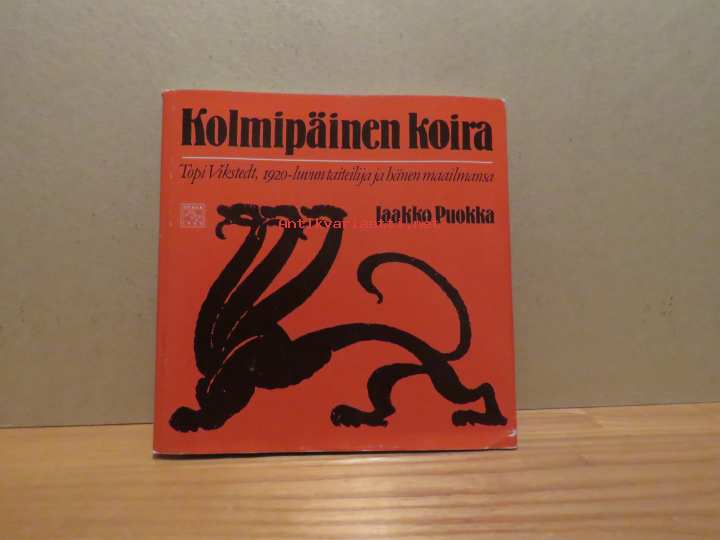 Kolmipäinen koira
Topi Vikstedt, 1920-luvun taiteilija ja hänen maailmansa
Jaakko Puokka
Antikvariaatti.net